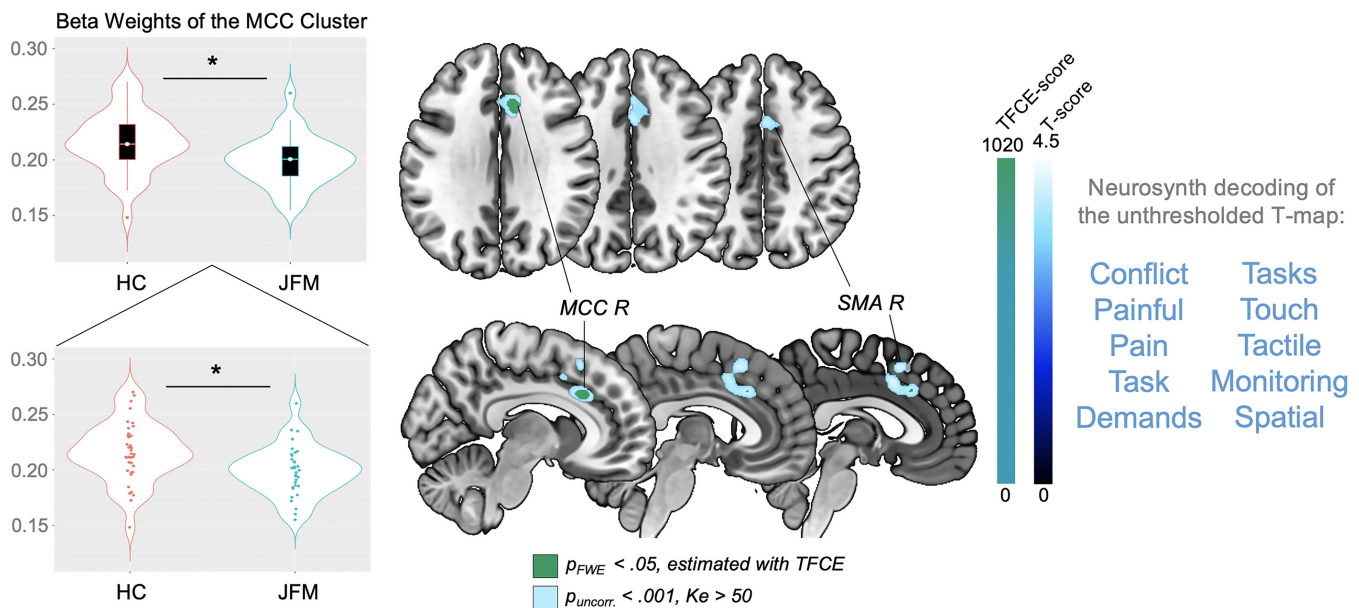 Beta Weights of the MCC Cluster
0.30
0.25
0.20
0.15
*
HC
JFM
0.30
0.25
0.20
0.15
*
HC
JFM
MCC R
SMA R
p_FWE < .05, estimated with TFCE
p_uncorr. < .001, Ke > 50
TFCE-score
T-score
1020
4.5
0
0
Neurosynth decoding of
the unthresholded T-map:
Conflict Tasks
Painful Touch
Pain Tactile
Task Monitoring
Demands Spatial